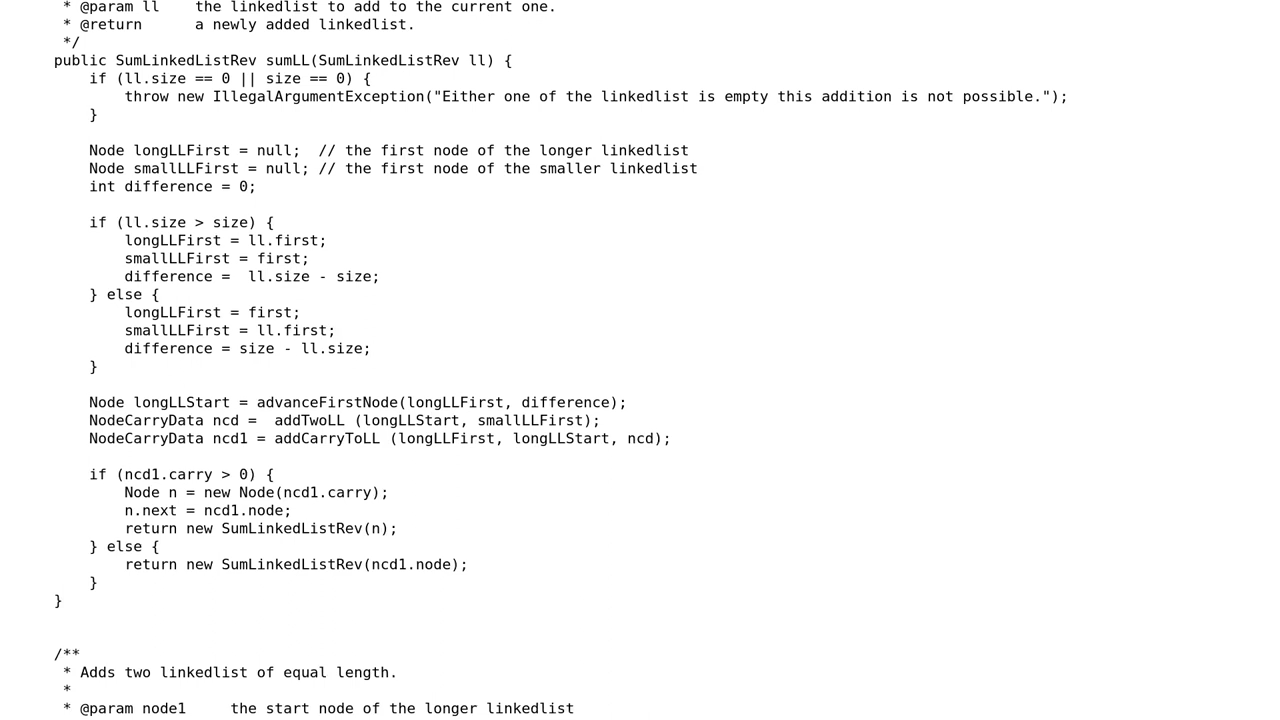 * @param ll    the linkedlist to add to the current one.
     * @return      a newly added linkedlist.
     */
    public SumLinkedListRev sumLL(SumLinkedListRev ll) {
        if (ll.size == 0 || size == 0) {
            throw new IllegalArgumentException("Either one of the linkedlist is empty this addition is not possible.");
        }

        Node longLLFirst = null;  // the first node of the longer linkedlist
        Node smallLLFirst = null; // the first node of the smaller linkedlist
        int difference = 0;

        if (ll.size > size) {
            longLLFirst = ll.first;
            smallLLFirst = first;
            difference =  ll.size - size;
        } else {
            longLLFirst = first;
            smallLLFirst = ll.first;
            difference = size - ll.size;
        }

        Node longLLStart = advanceFirstNode(longLLFirst, difference);
        NodeCarryData ncd =  addTwoLL (longLLStart, smallLLFirst);
        NodeCarryData ncd1 = addCarryToLL (longLLFirst, longLLStart, ncd);

        if (ncd1.carry > 0) {
            Node n = new Node(ncd1.carry);
            n.next = ncd1.node;
            return new SumLinkedListRev(n);
        } else {
            return new SumLinkedListRev(ncd1.node);
        }
    }

    /**
     * Adds two linkedlist of equal length.
     *
     * @param node1     the start node of the longer linkedlist